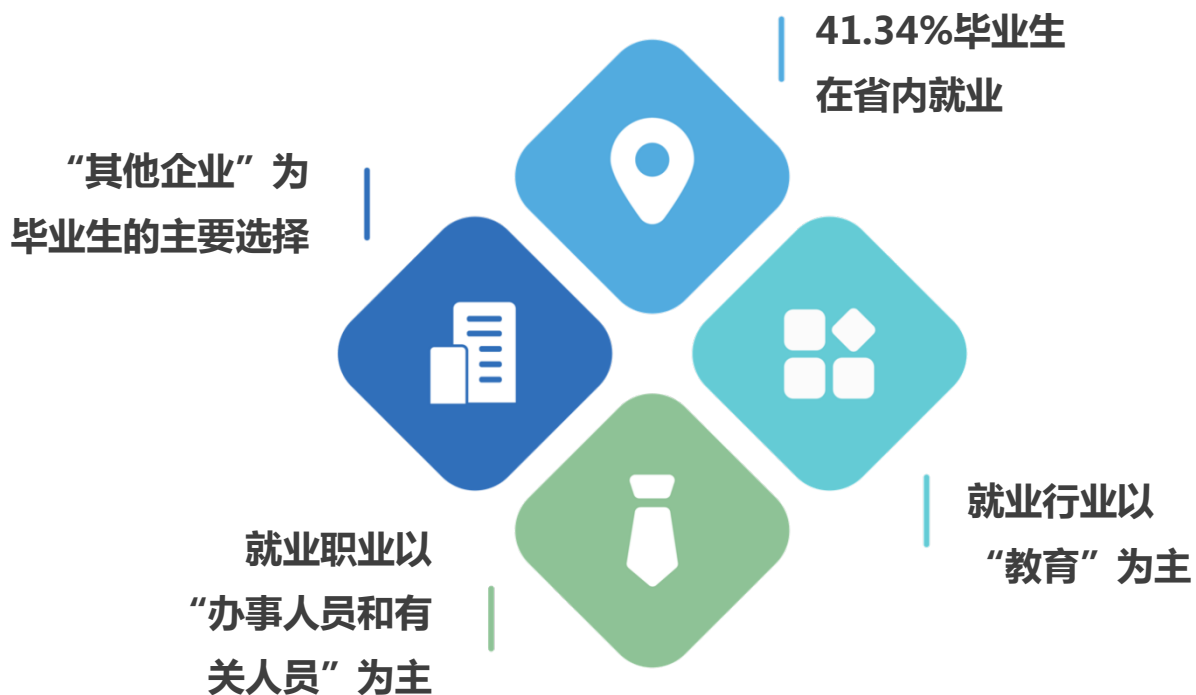 41.34%毕业生
在省内就业
“其他企业”为
毕业生的主要选择
就业行业以
“教育”为主
就业职业以
“办事人员和有
关人员”为主